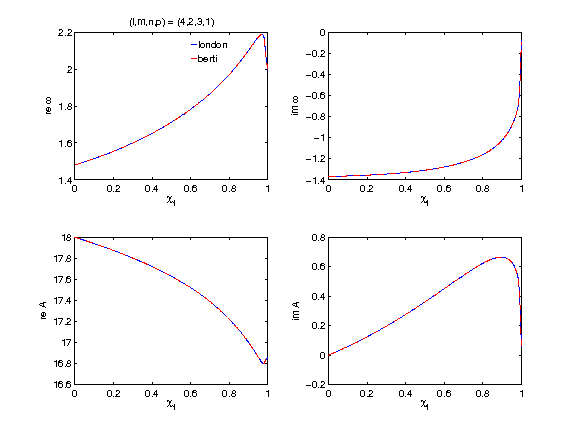 (l,m,n,p) = (4,2,3,1)
london
berti
re ω
2.2
2
1.8
1.6
1.4
0 0.2 0.4 0.6 0.8 1
χf
im ω
0
−0.2
−0.4
−0.6
−0.8
−1
−1.2
−1.4
0 0.2 0.4 0.6 0.8 1
χf
re A
18
17.8
17.6
17.4
17.2
17
16.8
16.6
0 0.2 0.4 0.6 0.8 1
χf
im A
0.8
0.6
0.4
0.2
0
−0.2
0 0.2 0.4 0.6 0.8 1
χf